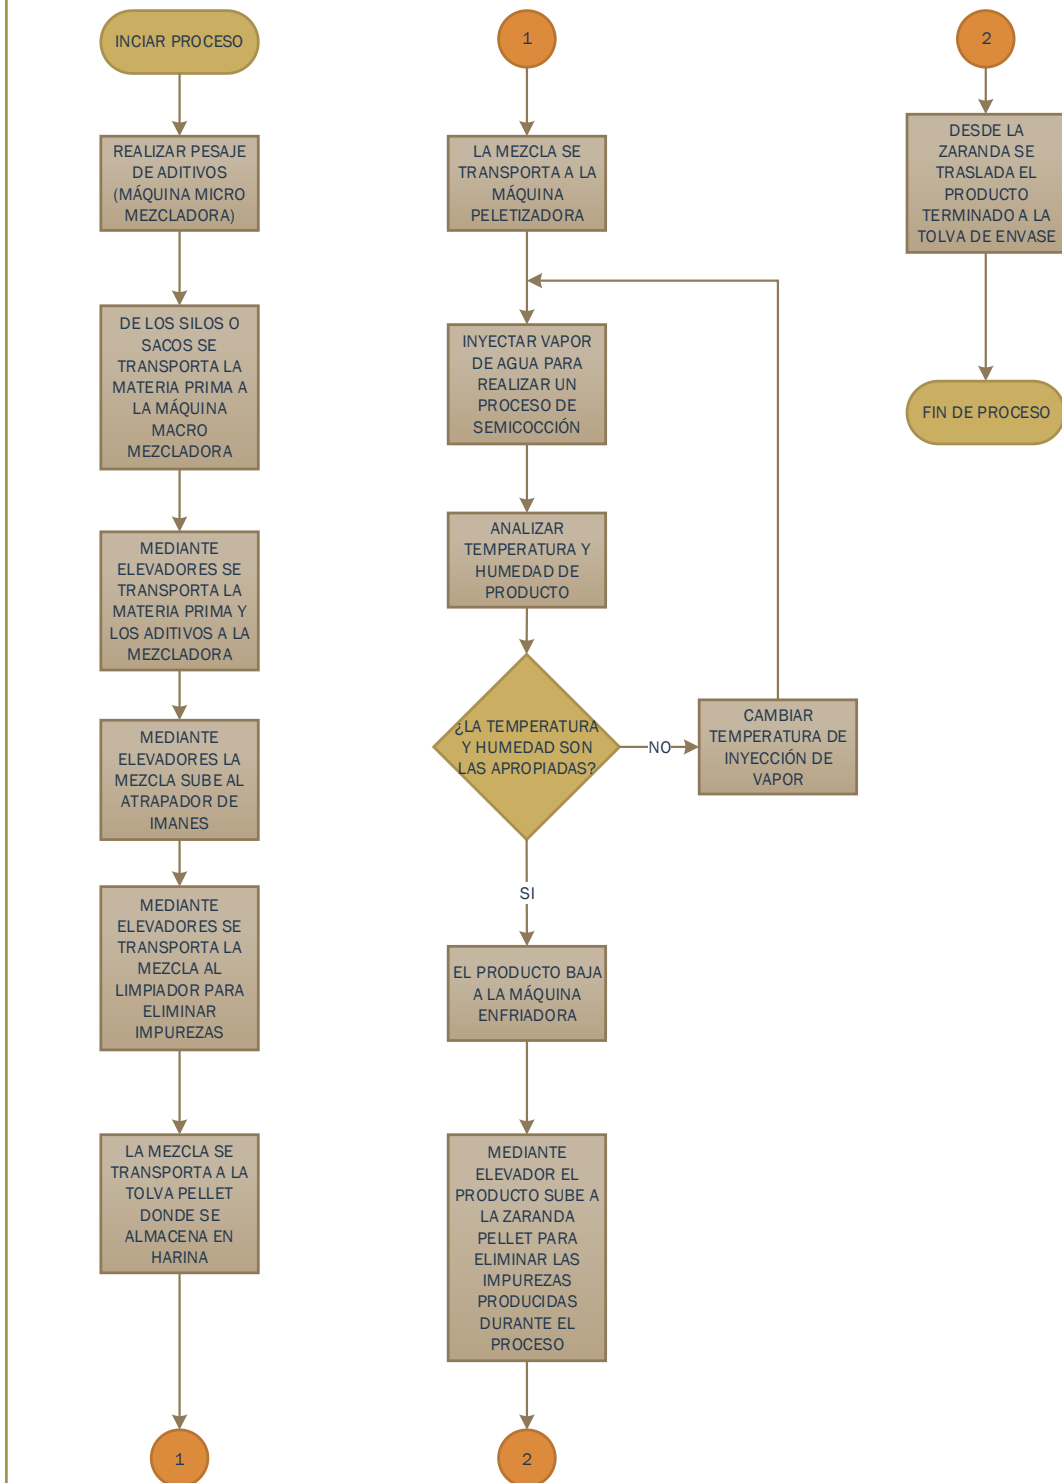 INCIAR PROCESO
REALIZAR PESAJE
DE ADITIVOS
(MÁQUINA MICRO
MEZCLADORA)
DE LOS SILOS O
SACOS SE
TRANSPORTA LA
MATERIA PRIMA A
LA MÁQUINA
MACRO
MEZCLADORA
MEDIANTE
ELEVADORES SE
TRANSPORTA LA
MATERIA PRIMA Y
LOS ADITIVOS A LA
MEZCLADORA
MEDIANTE
ELEVADORES LA
MEZCLA SUBE AL
ATRAPADOR DE
IMANES
MEDIANTE
ELEVADORES SE
TRANSPORTA LA
MEZCLA AL
LIMPIADOR PARA
ELIMINAR
IMPUREZAS
LA MEZCLA SE
TRANSPORTA A LA
TOLVA PELLET
DONDE SE
ALMACENA EN
HARINA
1
1
LA MEZCLA SE
TRANSPORTA A LA
MÁQUINA
PELETIZADORA
INYECTAR VAPOR
DE AGUA PARA
REALIZAR UN
PROCESO DE
SEMICOCCIÓN
ANALIZAR
TEMPERATURA Y
HUMEDAD DE
PRODUCTO
¿LA TEMPERATURA
Y HUMEDAD SON
LAS APROPIADAS?
NO
CAMBIAR
TEMPERATURA DE
INYECCIÓN DE
VAPOR
SI
EL PRODUCTO BAJA
A LA MÁQUINA
ENFRIADORA
MEDIANTE
ELEVADOR EL
PRODUCTO SUBE A
LA ZARANDA
PELLET PARA
ELIMINAR LAS
IMPUREZAS
PRODUCIDAS
DURANTE EL
PROCESO
2
2
DESDE LA
ZARANDA SE
TRASLADA EL
PRODUCTO
TERMINADO A LA
TOLVA DE ENVASE
FIN DE PROCESO